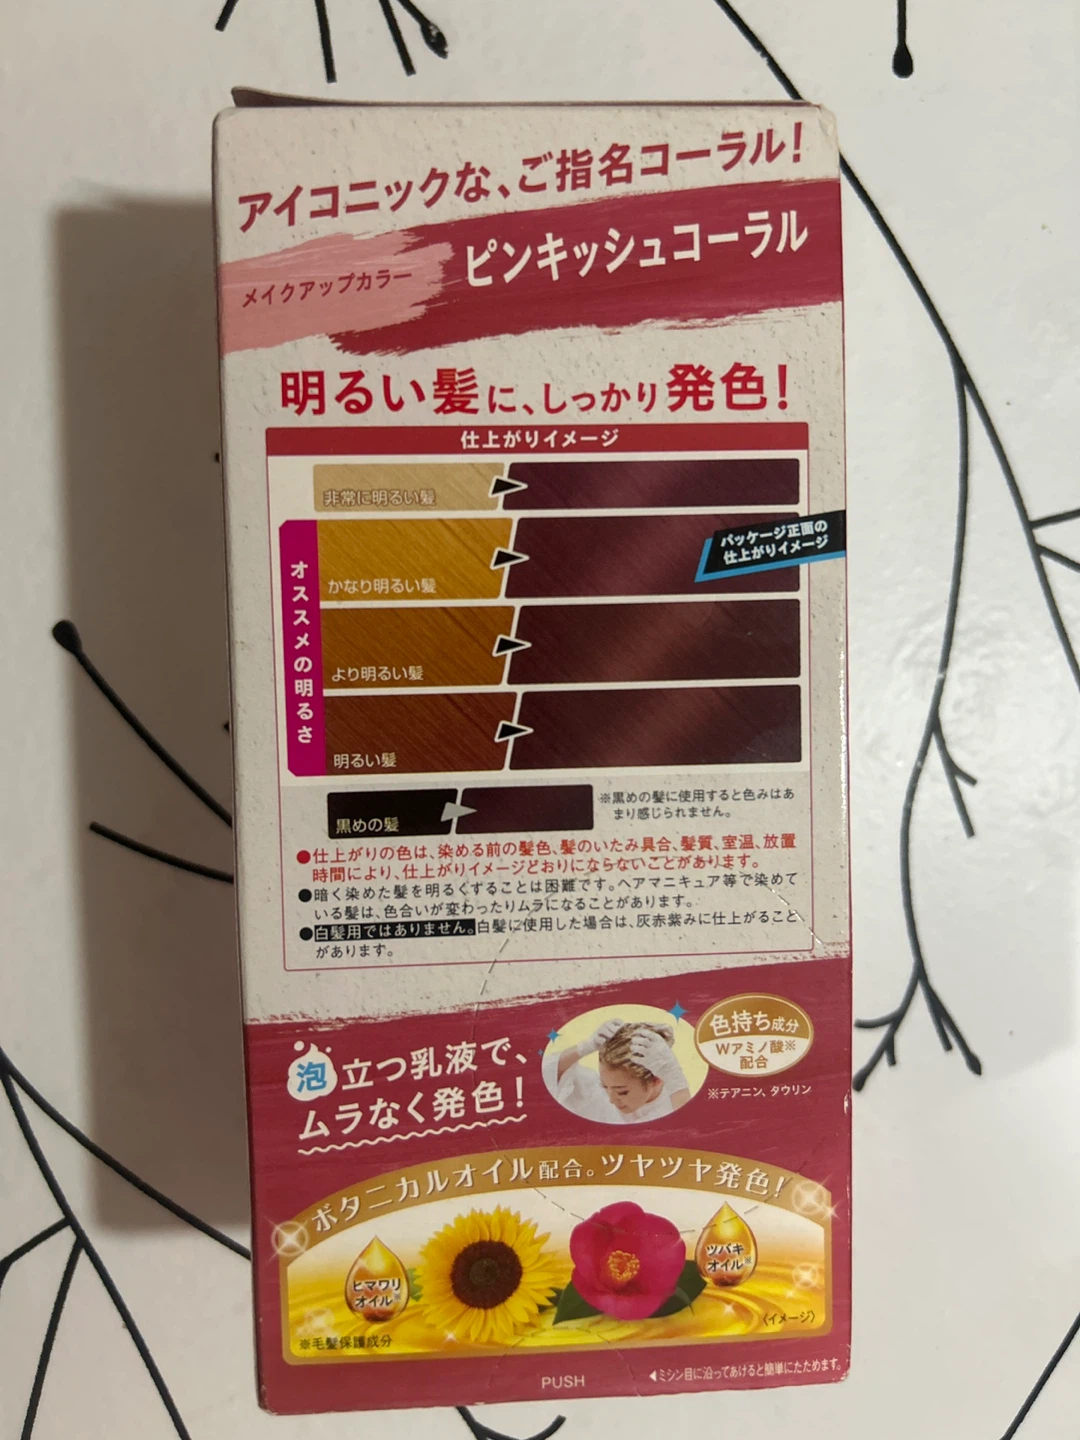 アイコニックな、ご指名コーラル!
メイクアップカラー
ピンキッシュコーラル
明るい髪に、しっかり発色!
仕上がりイメージ
非常に明るい髪
オススメの明るさ
かなり明るい髪
パッケージ正面の
仕上がりイメージ
より明るい髪
明るい髪
黒めの髪
※黒めの髪に使用すると色みはあ
まり感じられません。
●仕上がりの色は、染める前の髪色、髪のいたみ具合、髪質、室温、放置
時間により、仕上がりイメージどおりにならないことがあります。
●暗く染めた髪を明るくすることは困難です。ヘアマニキュア等で染めて
いる髪は、色合いが変わったりムラになることがあります。
●白髪用ではありません。白髪に使用した場合は、灰赤紫みに仕上がること
があります。
泡立つ乳液で、
ムラなく発色!
色持ち成分
Wアミノ酸※
配合
※テアニン、タウリン
ボタニカルオイル配合。ツヤツヤ発色!
ヒマワリ
オイル※
ツバキ
オイル※
※毛髪保護成分
〈イメージ〉
PUSH
◀ミシン目に沿ってあけると簡単にたためます。